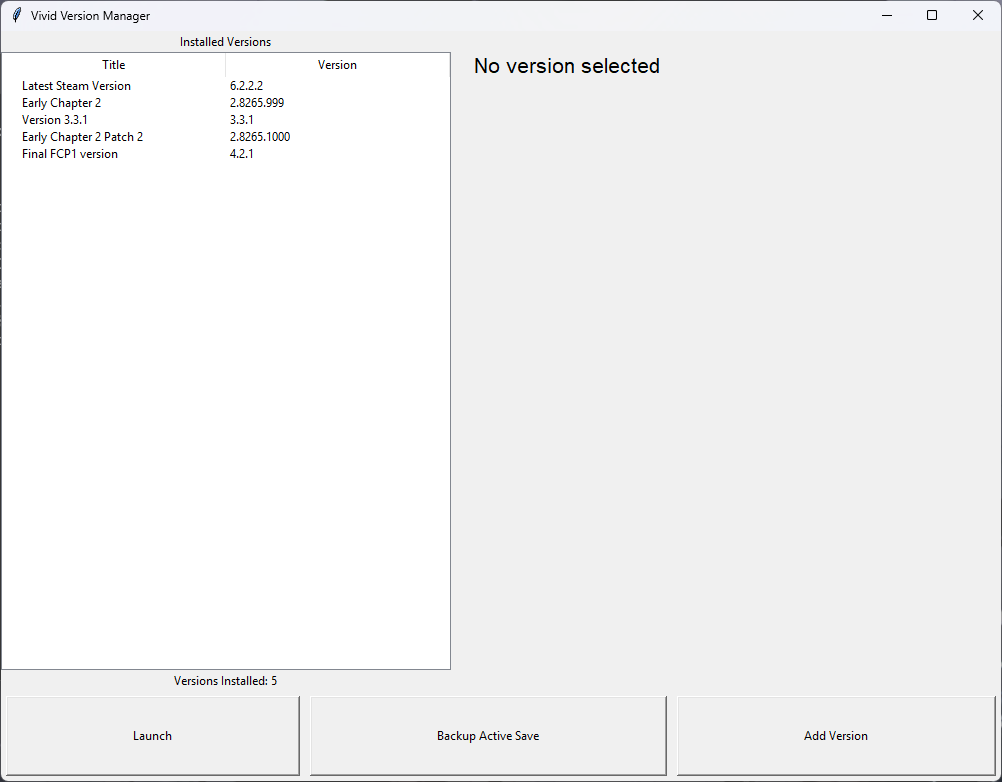 Vivid Version Manager
Installed Versions
Title Version
Latest Steam Version 6.2.2.2
Early Chapter 2 2.8265.999
Version 3.3.1 3.3.1
Early Chapter 2 Patch 2 2.8265.1000
Final FCP1 version 4.2.1
No version selected
Versions Installed: 5
Launch Backup Active Save Add Version